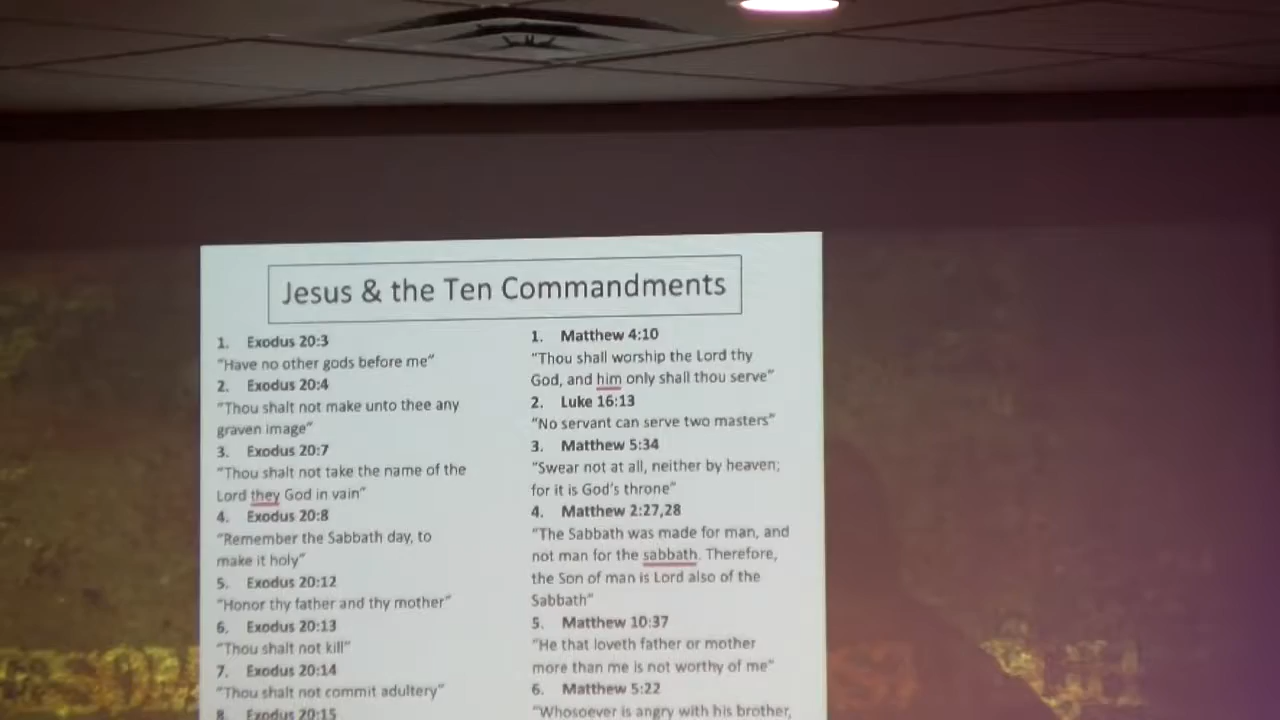 Jesus & the Ten Commandments
1. Exodus 20:3
"Have no other gods before me"
2. Exodus 20:4
"Thou shalt not make unto thee any
graven image"
3. Exodus 20:7
"Thou shalt not take the name of the
Lord they God in vain"
4. Exodus 20:8
"Remember the Sabbath day, to
make it holy"
5. Exodus 20:12
"Honor thy father and thy mother"
6. Exodus 20:13
"Thou shalt not kill"
7. Exodus 20:14
"Thou shalt not commit adultery"
8. Exodus 20:15
1. Matthew 4:10
"Thou shall worship the Lord thy
God, and him only shall thou serve"
2. Luke 16:13
"No servant can serve two masters"
3. Matthew 5:34
"Swear not at all, neither by heaven;
for it is God's throne"
4. Matthew 2:27,28
"The Sabbath was made for man, and
not man for the sabbath. Therefore,
the Son of man is Lord also of the
Sabbath"
5. Matthew 10:37
"He that loveth father or mother
more than me is not worthy of me"
6. Matthew 5:22
"Whosoever is angry with his brother,